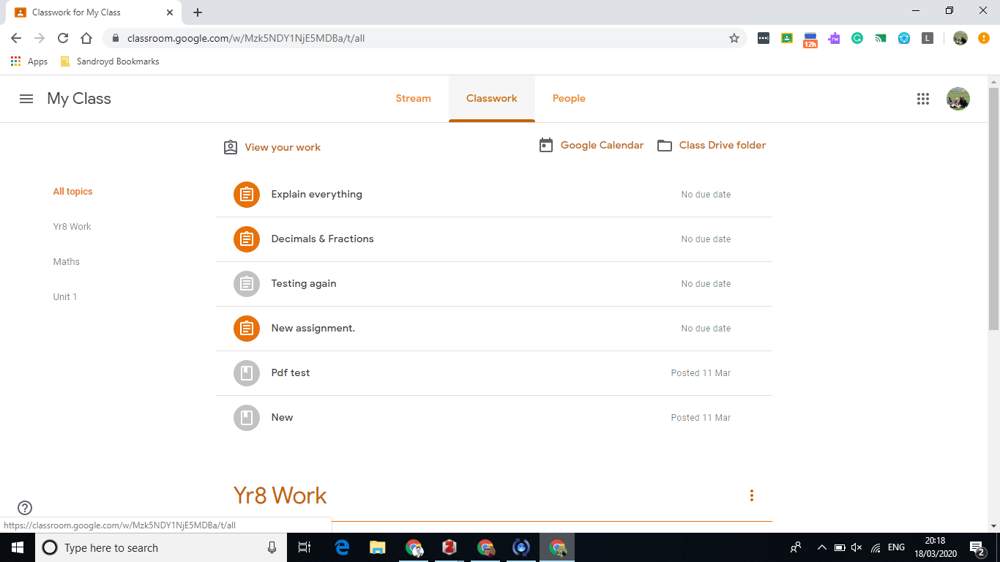 Classwork for My Class
classroom.google.com/w/Mzk5NDY1NjE5MDBa/t/all
12h
rw
L
Apps
Sandroyd Bookmarks
My Class
Stream
Classwork
People
View your work
Google Calendar
Class Drive folder
All topics
Yr8 Work
Maths
Unit 1
Explain everything
No due date
Decimals & Fractions
No due date
Testing again
No due date
New assignment.
No due date
Pdf test
Posted 11 Mar
New
Posted 11 Mar
Yr8 Work
https://classroom.google.com/w/Mzk5NDY1NjE5MDBa/t/all
Type here to search
ENG
20:18
18/03/2020
2